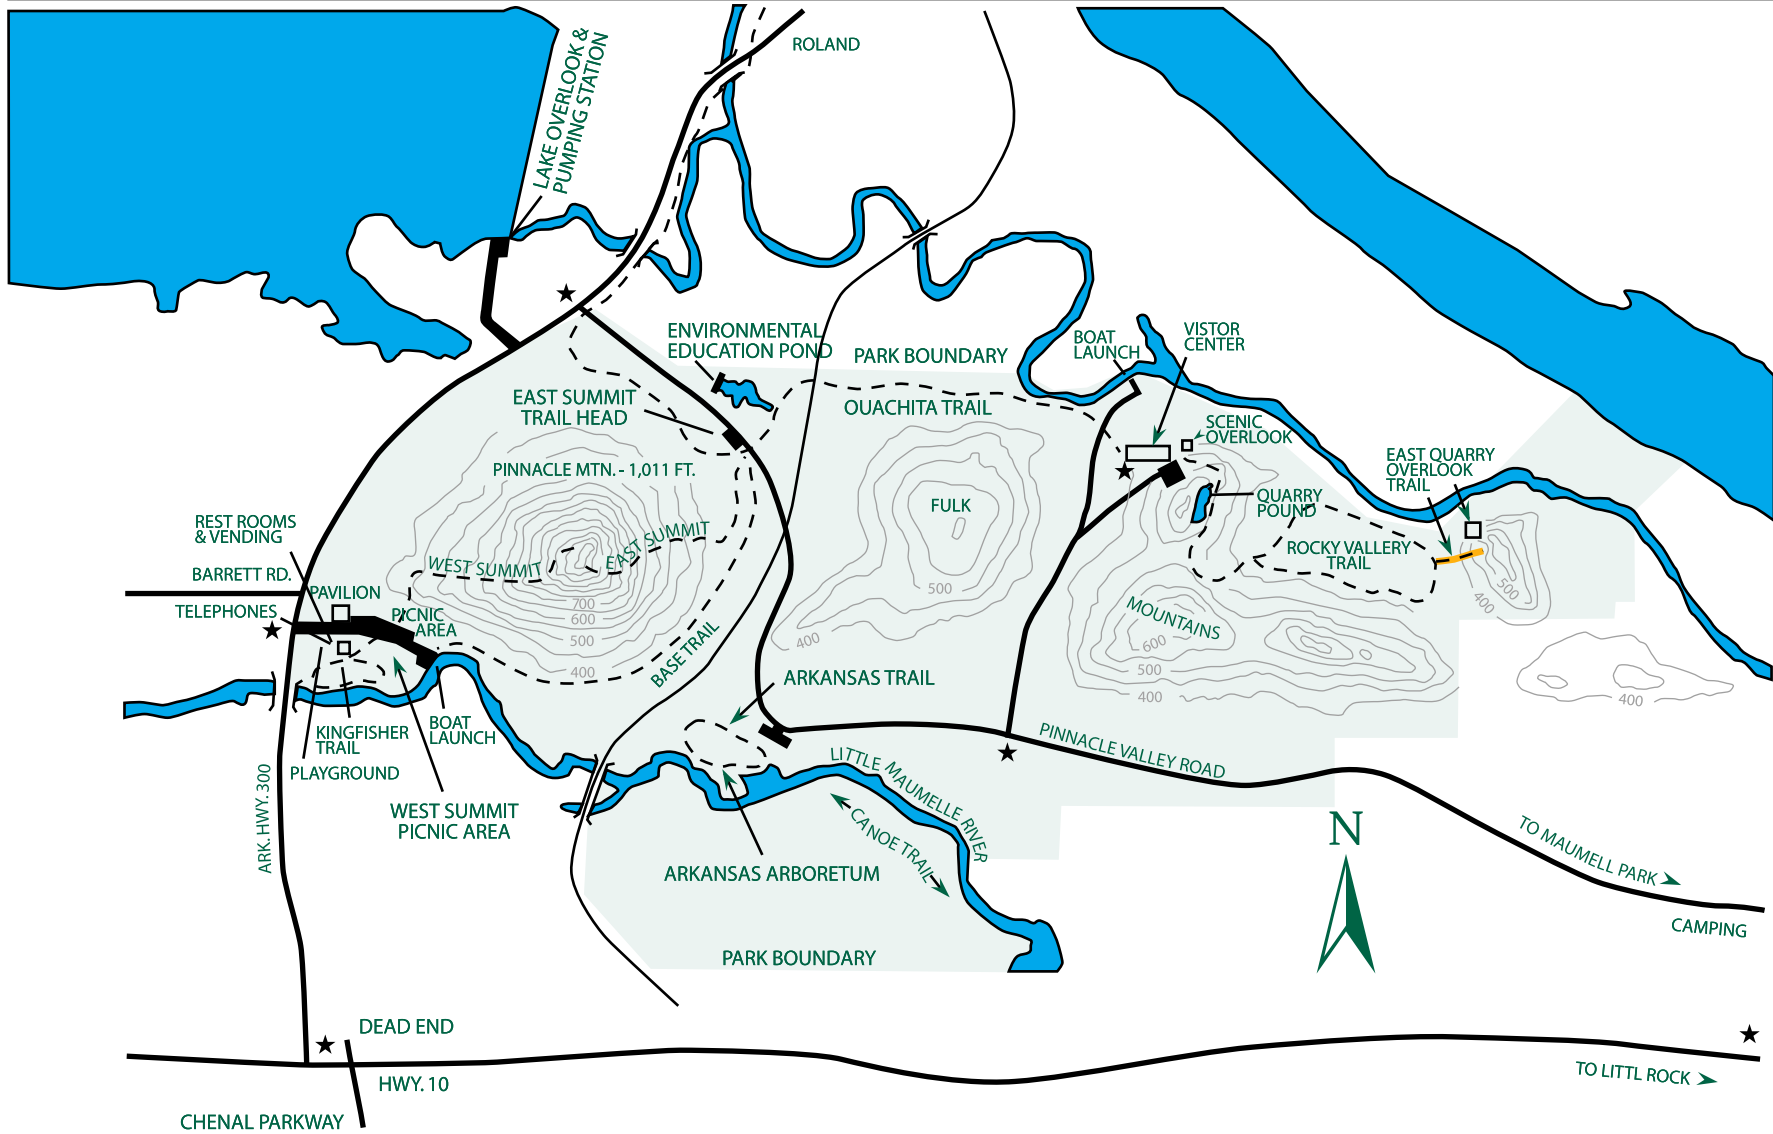 ROLAND
LAKE OVERLOOK &
PUMPING STATION
ENVIRONMENTAL
EDUCATION POND
PARK BOUNDARY
BOAT
LAUNCH
VISTOR
CENTER
EAST SUMMIT
TRAIL HEAD
OUACHITA TRAIL
SCENIC
OVERLOOK
EAST QUARRY
OVERLOOK
TRAIL
PINNACLE MTN. - 1,011 FT.
FULK
QUARRY
POUND
REST ROOMS
& VENDING
WEST SUMMIT
EAST SUMMIT
ROCKY VALLERY
TRAIL
BARRETT RD.
PAVILION
TELEPHONES
PICNIC
AREA
700
600
500
400
500
400
MOUNTAINS
600
500
400
500
400
400
BASE TRAIL
ARKANSAS TRAIL
KINGFISHER
TRAIL
BOAT
LAUNCH
PLAYGROUND
PINNACLE VALLEY ROAD
LITTLE MAUMELLE RIVER
CANOE TRAIL
ARK. HWY. 300
WEST SUMMIT
PICNIC AREA
N
TO MAUMELL PARK
ARKANSAS ARBORETUM
CAMPING
PARK BOUNDARY
DEAD END
HWY. 10
TO LITTL ROCK
CHENAL PARKWAY